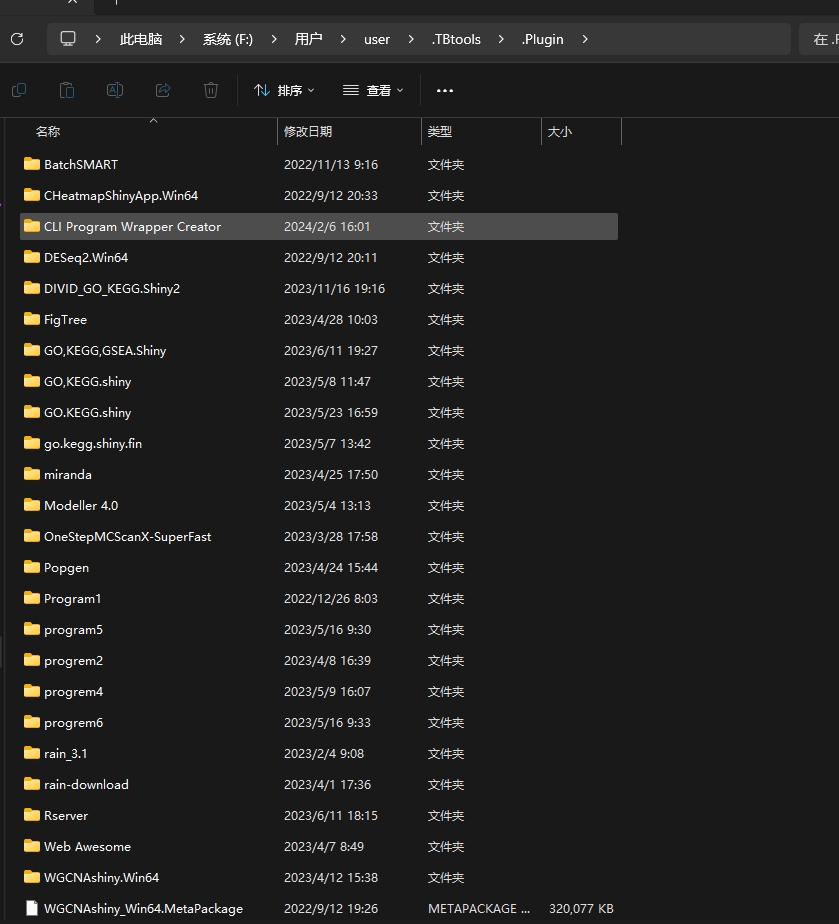 此电脑 > 系统 (F:) > 用户 > user > .TBtools > .Plugin > 在 .P
排序 查看 ...
名称 修改日期 类型 大小
BatchSMART 2022/11/13 9:16 文件夹
CHeatmapShinyApp.Win64 2022/9/12 20:33 文件夹
CLI Program Wrapper Creator 2024/2/6 16:01 文件夹
DESeq2.Win64 2022/9/12 20:11 文件夹
DIVID_GO_KEGG.Shiny2 2023/11/16 19:16 文件夹
FigTree 2023/4/28 10:03 文件夹
GO,KEGG,GSEA.Shiny 2023/6/11 19:27 文件夹
GO,KEGG.shiny 2023/5/8 11:47 文件夹
GO.KEGG.shiny 2023/5/23 16:59 文件夹
go.kegg.shiny.fin 2023/5/7 13:42 文件夹
miranda 2023/4/25 17:50 文件夹
Modeller 4.0 2023/5/4 13:13 文件夹
OneStepMCScanX-SuperFast 2023/3/28 17:58 文件夹
Popgen 2023/4/24 15:44 文件夹
Program1 2022/12/26 8:03 文件夹
program5 2023/5/16 9:30 文件夹
progrem2 2023/4/8 16:39 文件夹
progrem4 2023/5/9 16:07 文件夹
progrem6 2023/5/16 9:33 文件夹
rain_3.1 2023/2/4 9:08 文件夹
rain-download 2023/4/1 17:36 文件夹
Rserver 2023/6/11 18:15 文件夹
Web Awesome 2023/4/7 8:49 文件夹
WGCNAshiny.Win64 2023/4/12 15:38 文件夹
WGCNAshiny_Win64.MetaPackage 2022/9/12 19:26 METAPACKAGE ... 320,077 KB